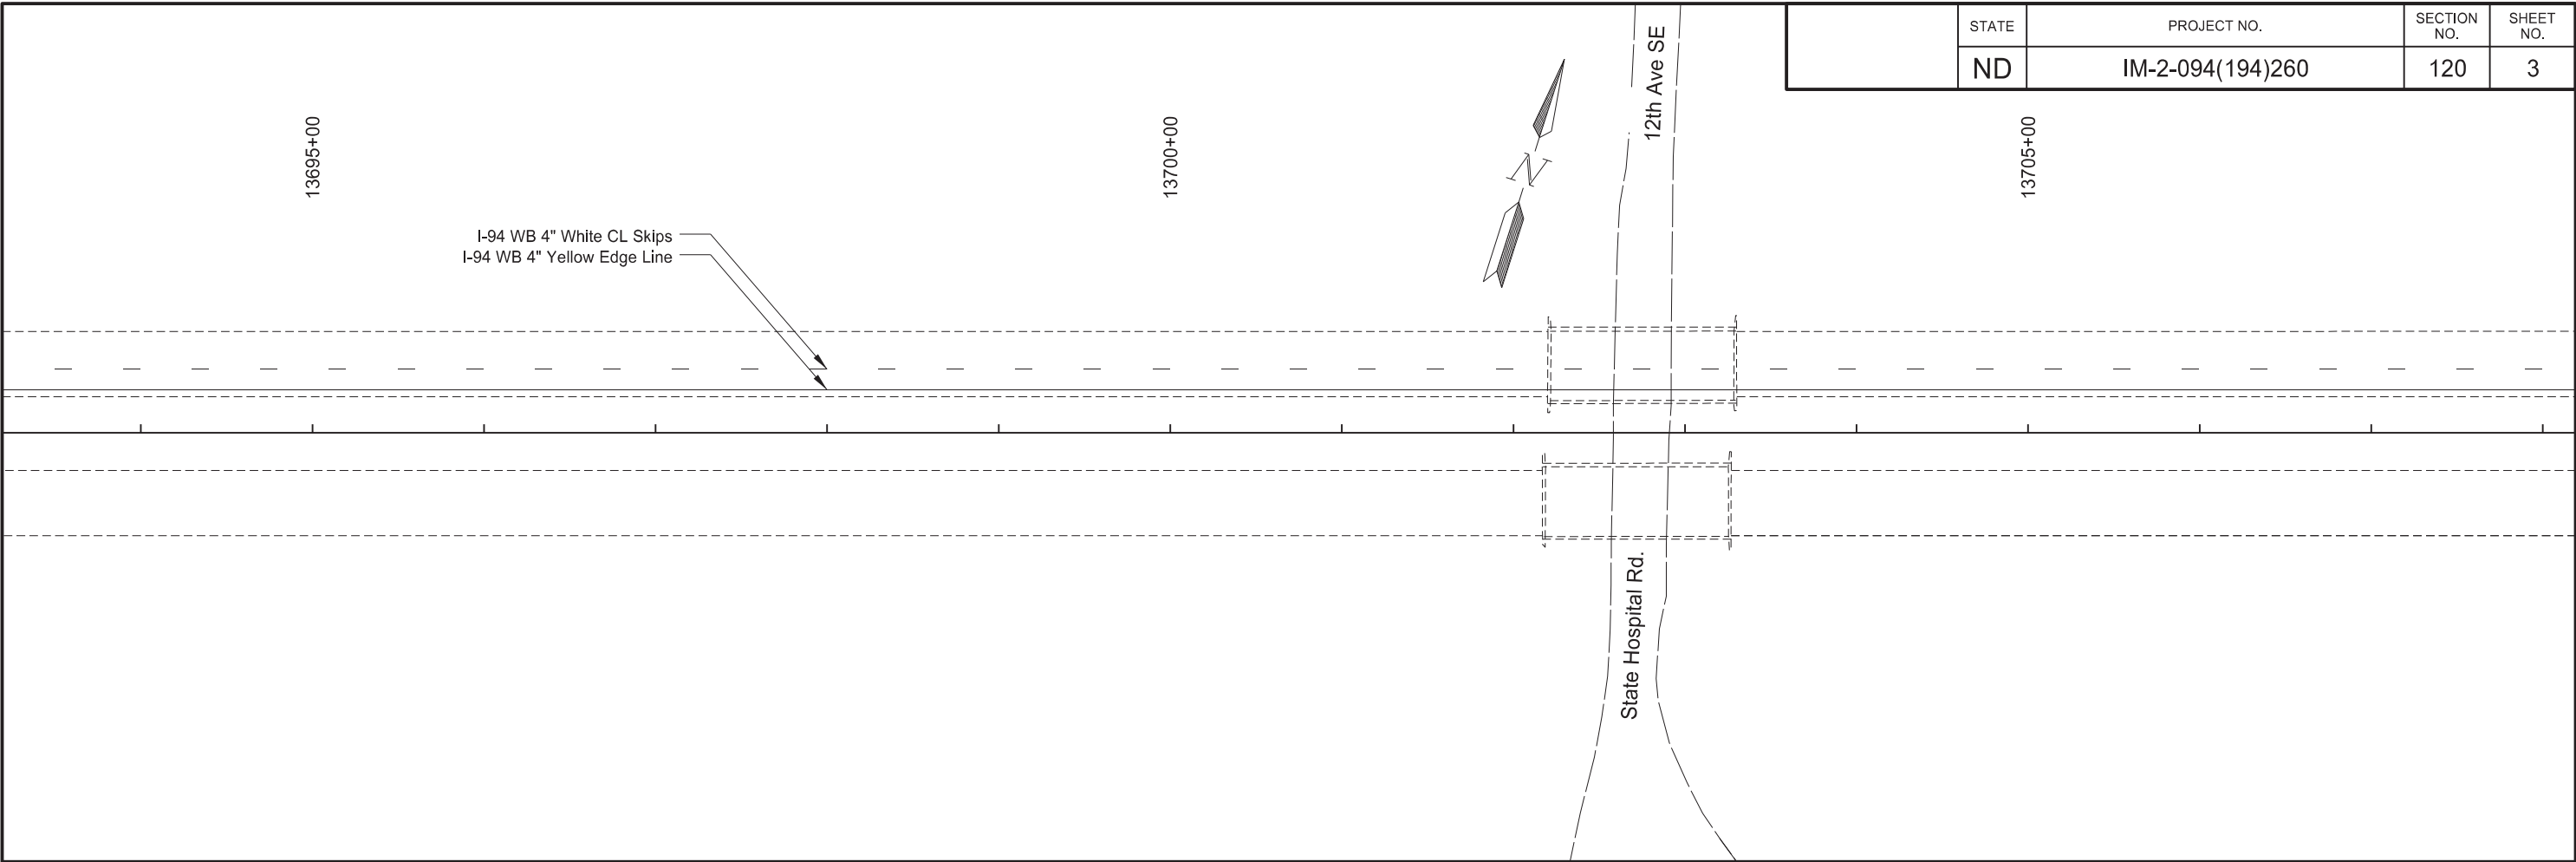 STATE
PROJECT NO.
SECTION NO.
SHEET NO.
ND
IM-2-094(194)260
120
3
12th Ave SE
13695+00
13700+00
13705+00
N
I-94 WB 4" White CL Skips
I-94 WB 4" Yellow Edge Line
State Hospital Rd.